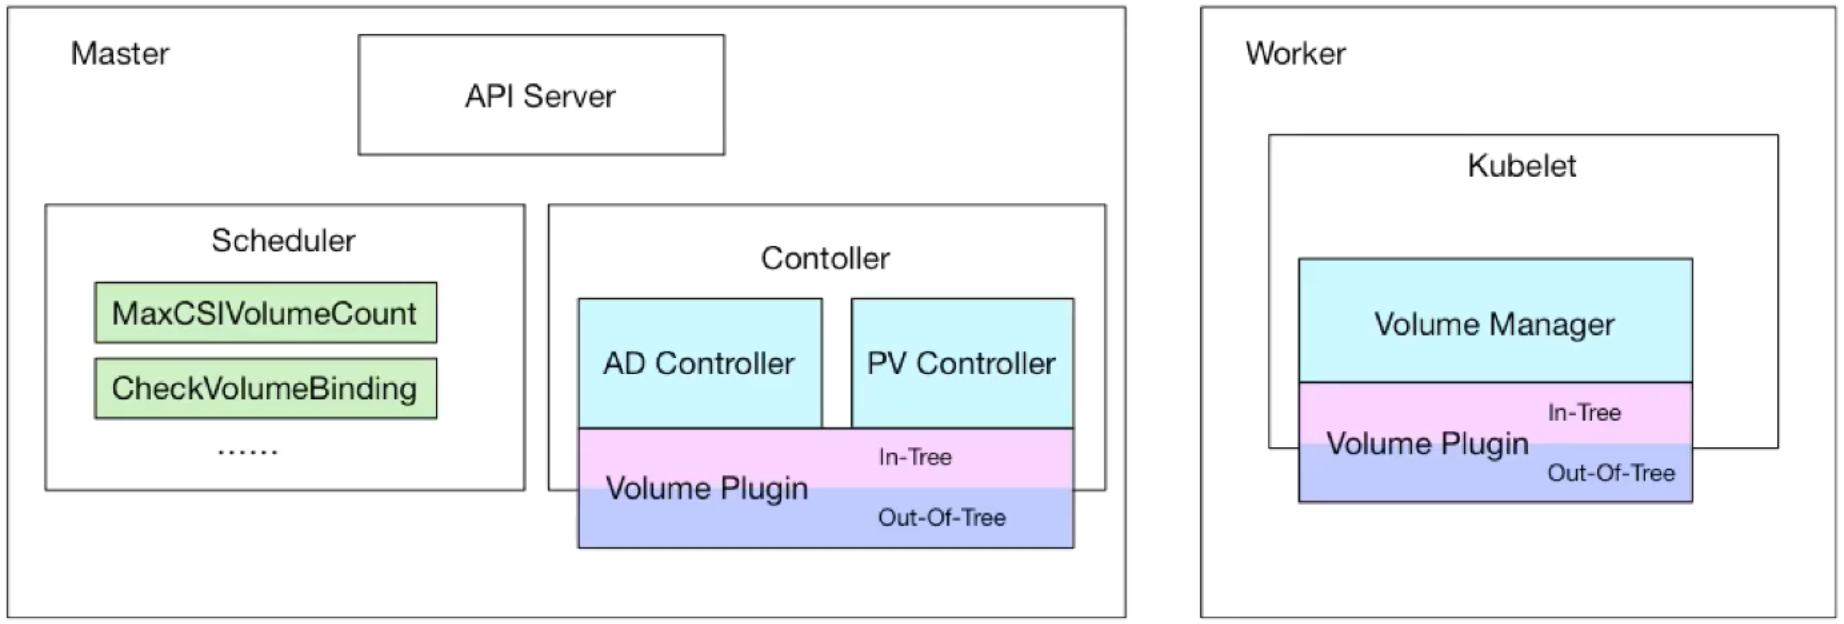 Master
API Server
Scheduler
MaxCSIVolumeCount
CheckVolumeBinding
......
Contoller
AD Controller
PV Controller
Volume Plugin
In-Tree
Out-Of-Tree
Worker
Kubelet
Volume Manager
Volume Plugin
In-Tree
Out-Of-Tree